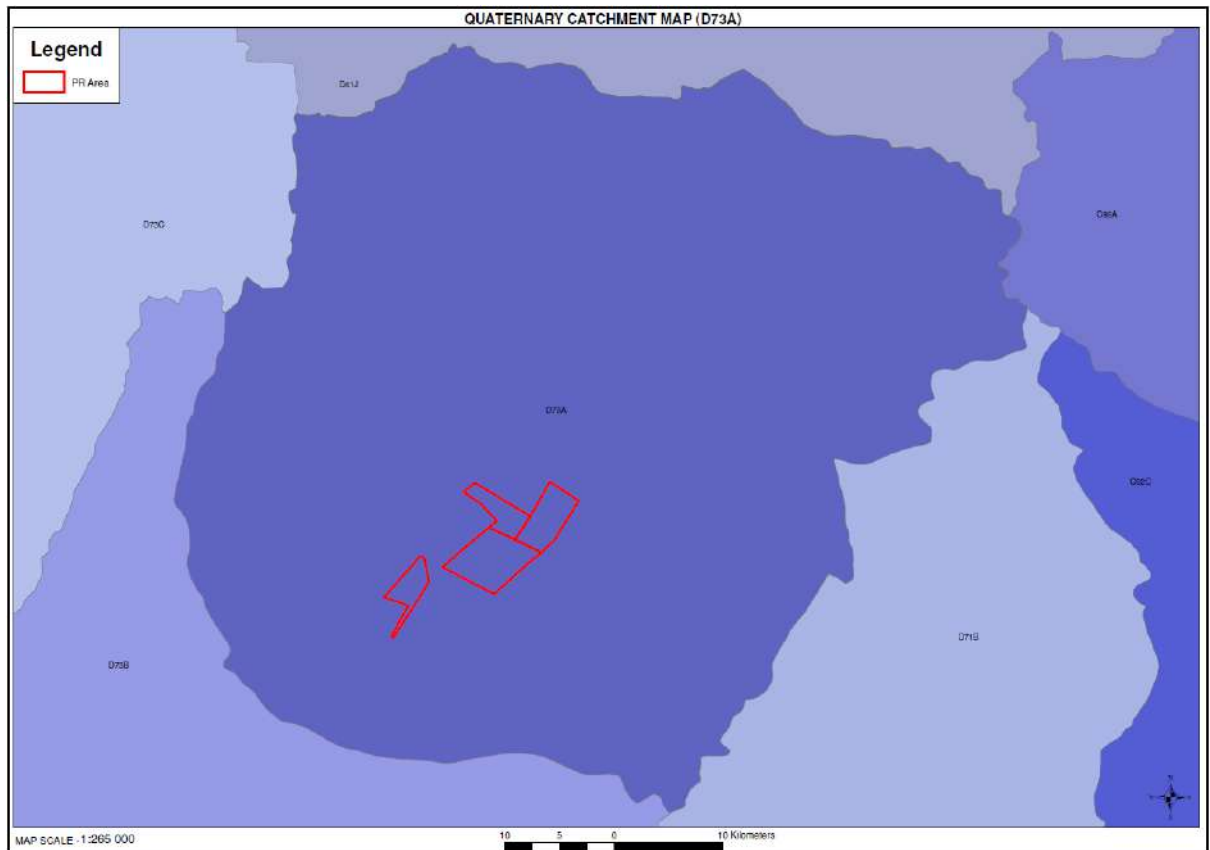 QUATERNARY CATCHMENT MAP (D73A)
Legend
PR Area
D73C
D73A
D73B
D71B
MAP SCALE - 1:265 000
10 5 0 10 Kilometers
N